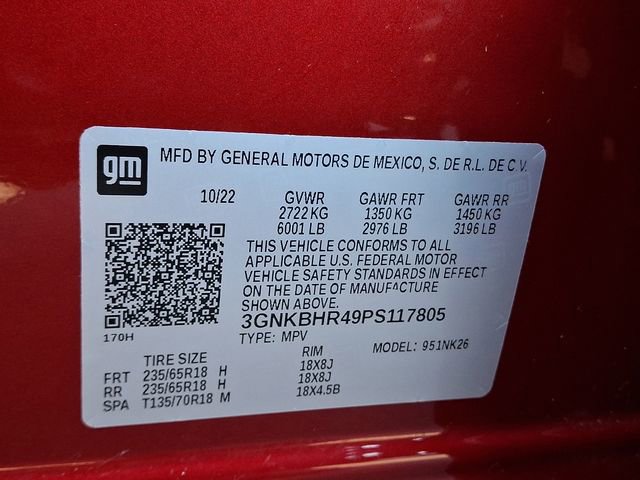 gm
MFD BY GENERAL MOTORS DE MEXICO, S. DE R.L. DE C.V.
10/22 GVWR GAWR FRT GAWR RR
2722 KG 1350 KG 1450 KG
6001 LB 2976 LB 3196 LB
THIS VEHICLE CONFORMS TO ALL
APPLICABLE U.S. FEDERAL MOTOR
VEHICLE SAFETY STANDARDS IN EFFECT
ON THE DATE OF MANUFACTURE
SHOWN ABOVE.
3GNKBHR49PS117805
170H
TYPE: MPV MODEL: 951NK26
TIRE SIZE RIM
FRT 235/65R18 H 18X8J
RR 235/65R18 H 18X8J
SPA T135/70R18 M 18X4.5B